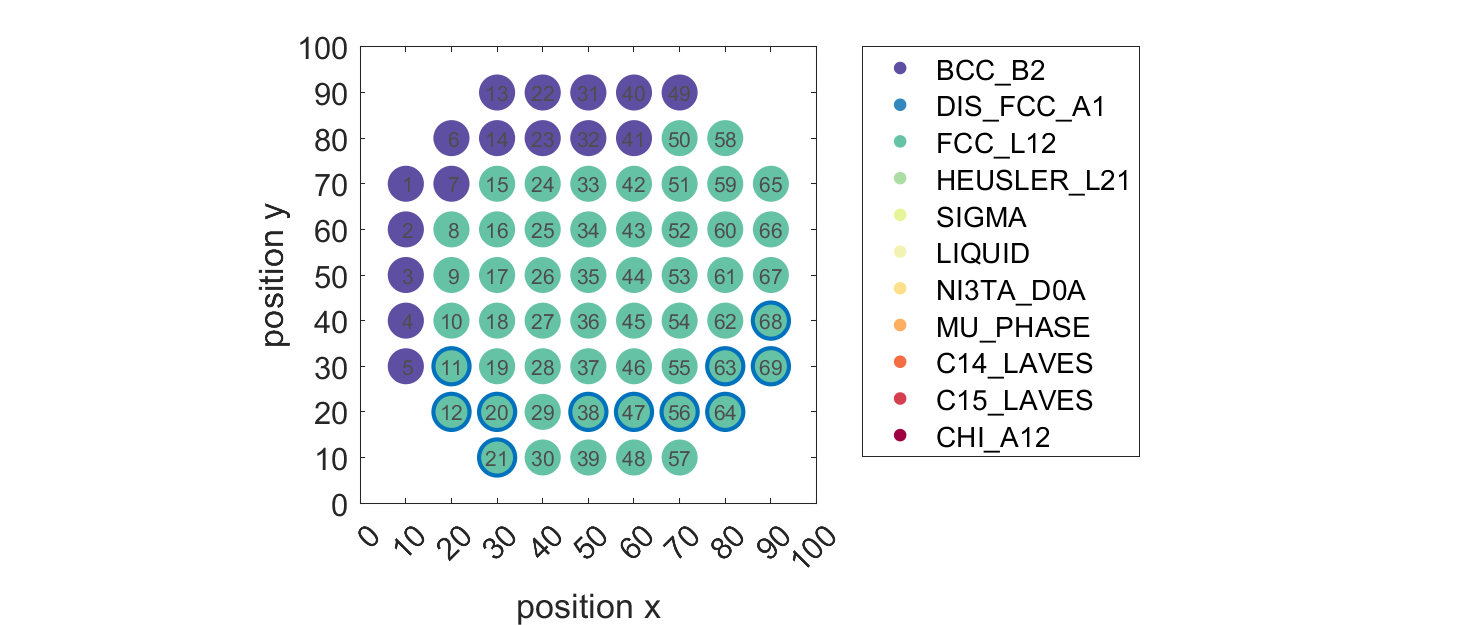 100
90
80
70
60
50
40
30
20
10
0
position y
13 22 31 40 49
6 14 23 32 41 50 58
1 7 15 24 33 42 51 59 65
2 8 16 25 34 43 52 60 66
3 9 17 26 35 44 53 61 67
4 10 18 27 36 45 54 62 68
5 11 19 28 37 46 55 63 69
12 20 29 38 47 56 64
21 30 39 48 57
0 10 20 30 40 50 60 70 80 90 100
position x
BCC_B2
DIS_FCC_A1
FCC_L12
HEUSLER_L21
SIGMA
LIQUID
NI3TA_D0A
MU_PHASE
C14_LAVES
C15_LAVES
CHI_A12